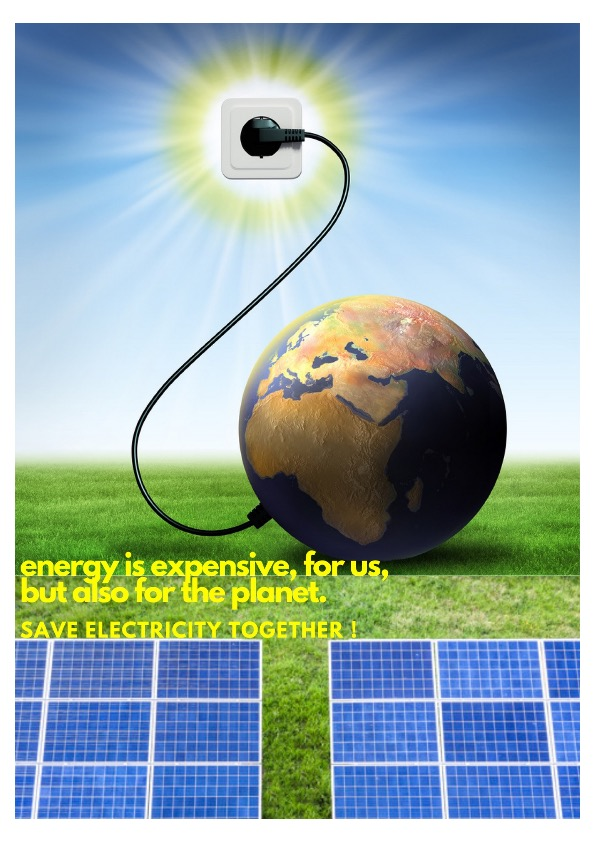 energy is expensive, for us,
but also for the planet.
SAVE ELECTRICITY TOGETHER !